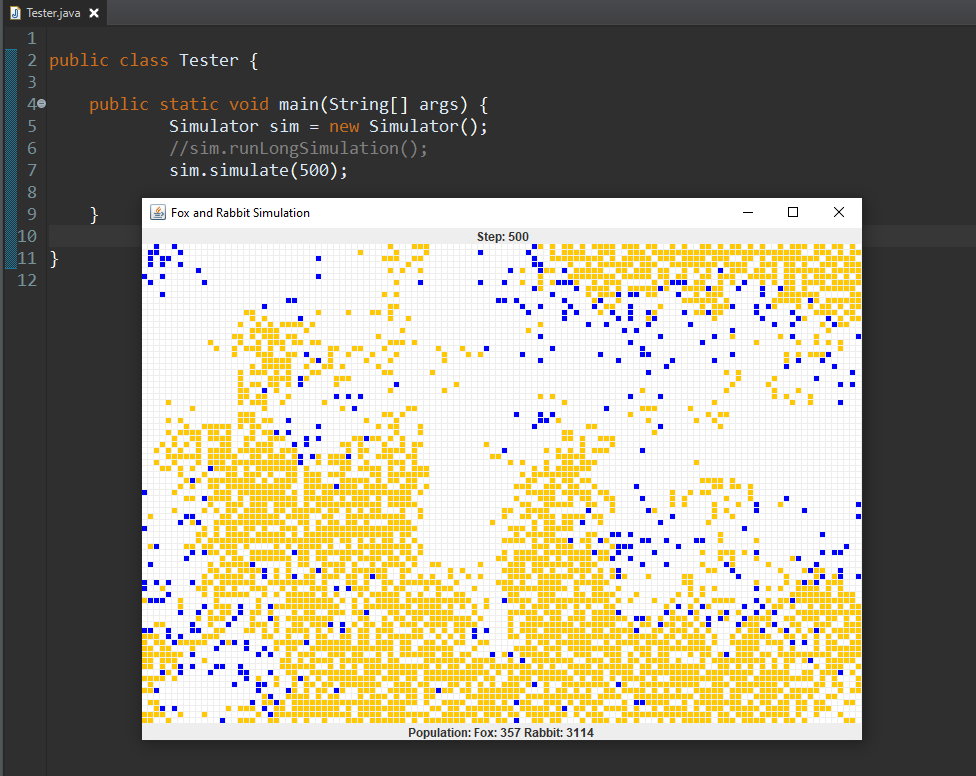 Tester.java
1
2 public class Tester {
3
4 public static void main(String[] args) {
5 Simulator sim = new Simulator();
6 //sim.runLongSimulation();
7 sim.simulate(500);
8
9 }
10
11 }
12
Fox and Rabbit Simulation
Step: 500
Population: Fox: 357 Rabbit: 3114